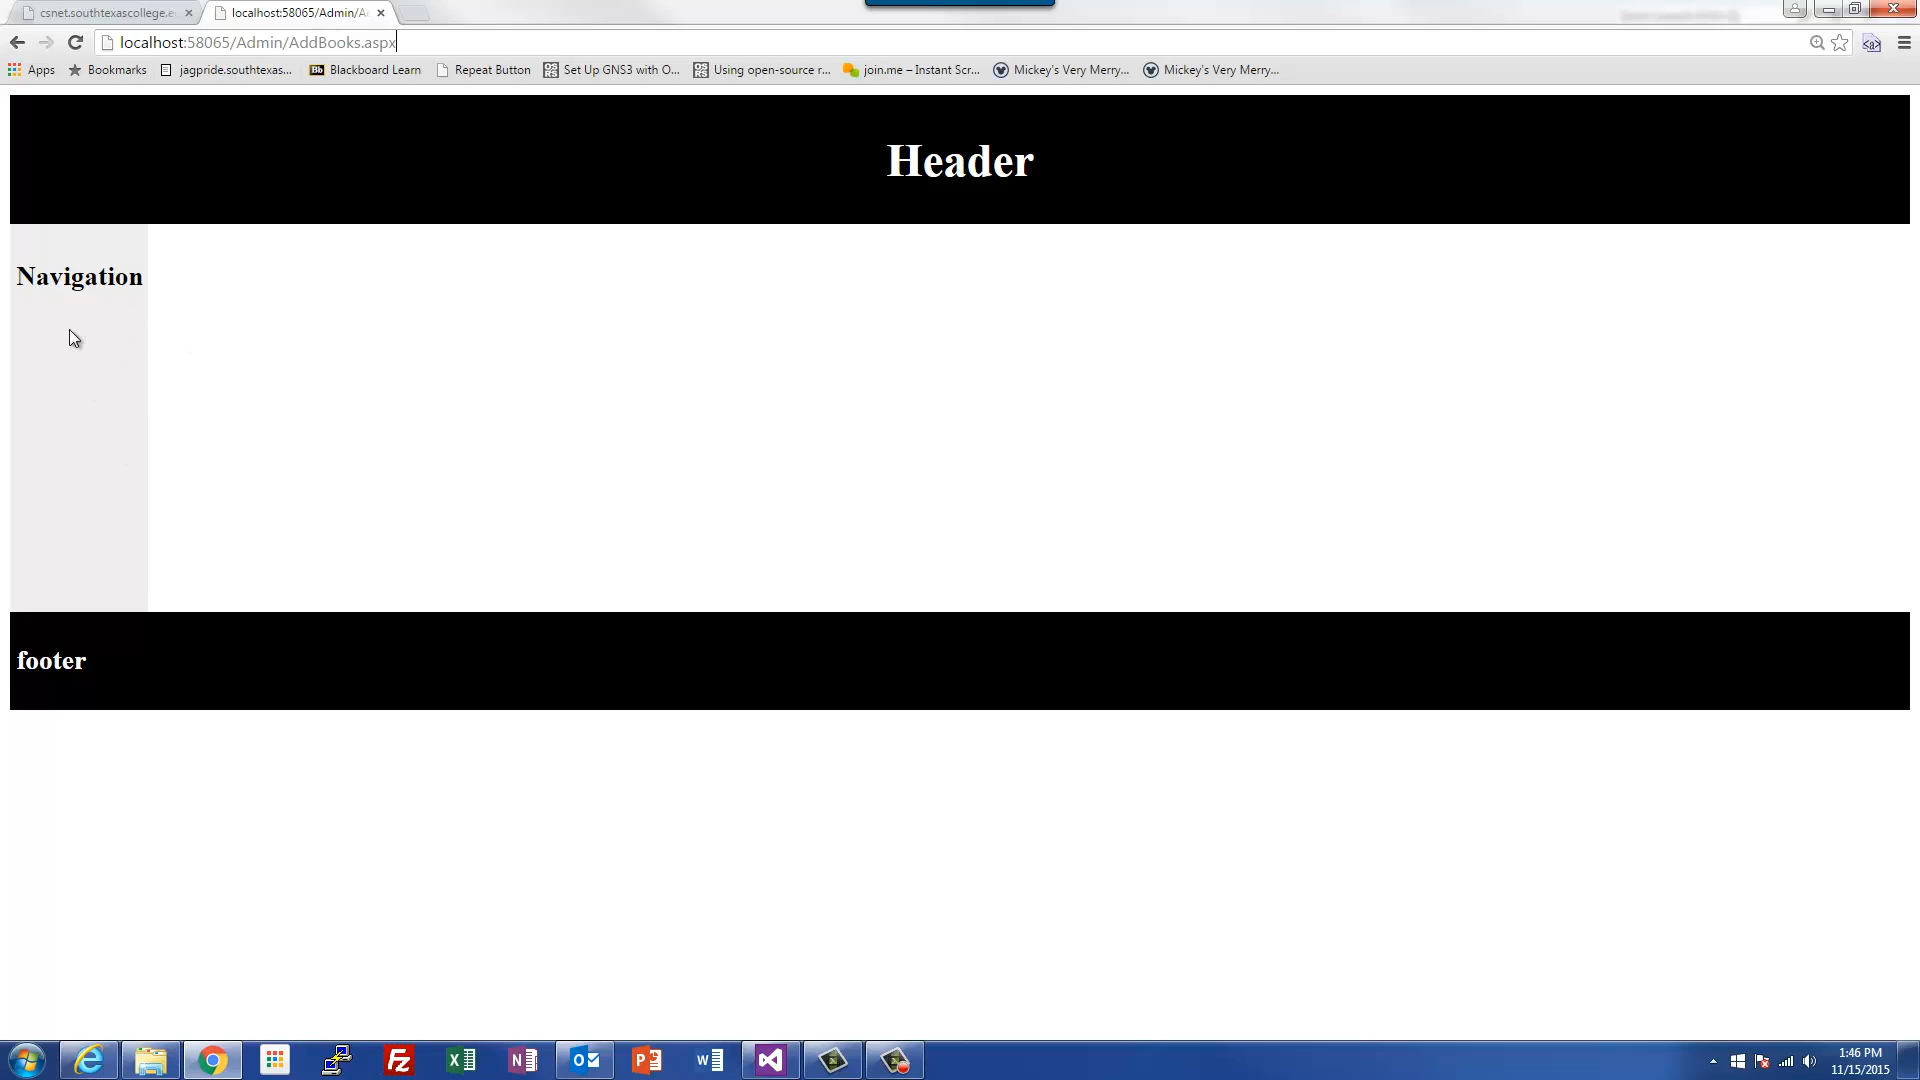 csnet.southtexascollege.e
localhost:58065/Admin/A
localhost:58065/Admin/AddBooks.aspx
Apps Bookmarks jagpride.southtexas... Bb Blackboard Learn Repeat Button Set Up GNS3 with O... Using open-source r... join.me – Instant Scr... Mickey's Very Merry... Mickey's Very Merry...
Header
Navigation
footer
1:46 PM
11/15/2015